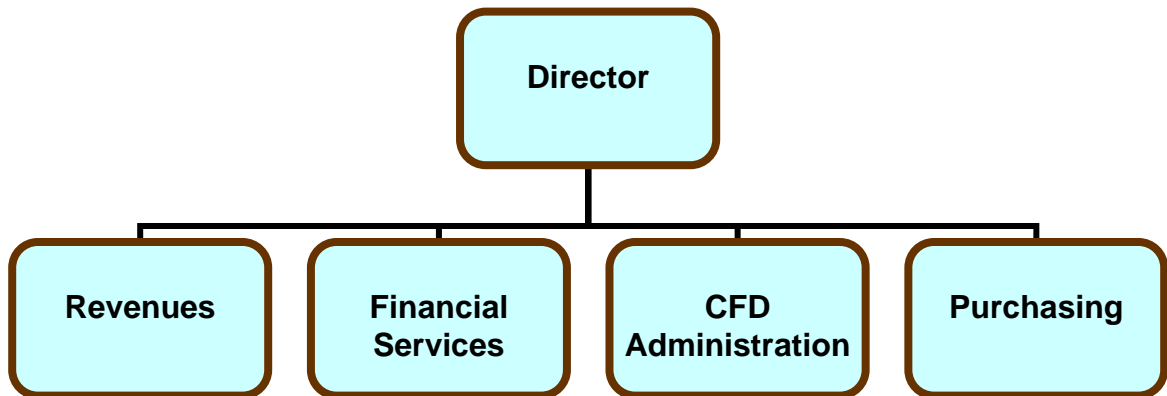 Director
Revenues
Financial
Services
CFD
Administration
Purchasing